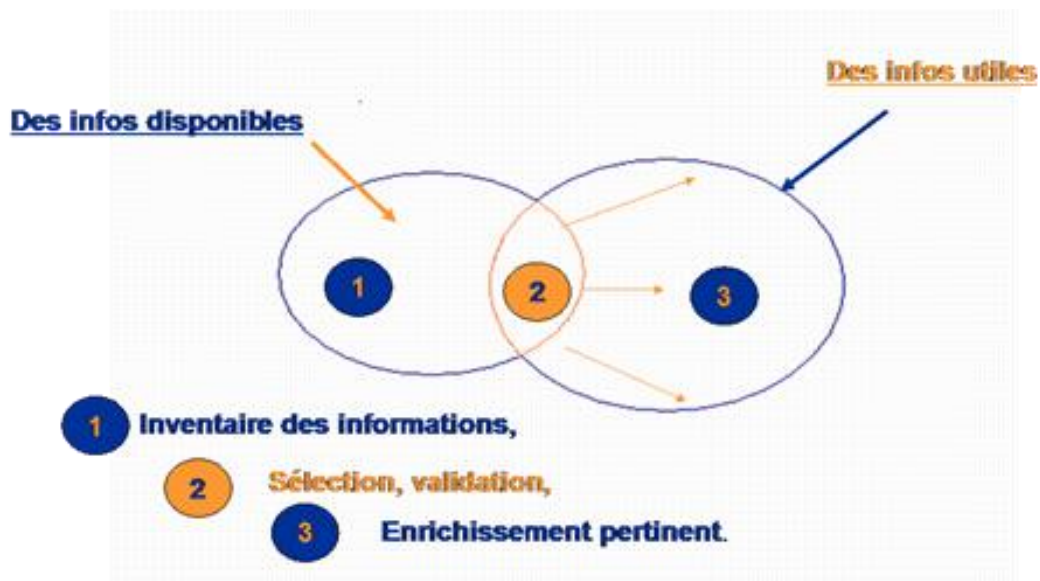 Des infos utiles
Des infos disponibles
1
2
3
1 Inventaire des informations,
2 Sélection, validation,
3 Enrichissement pertinent.